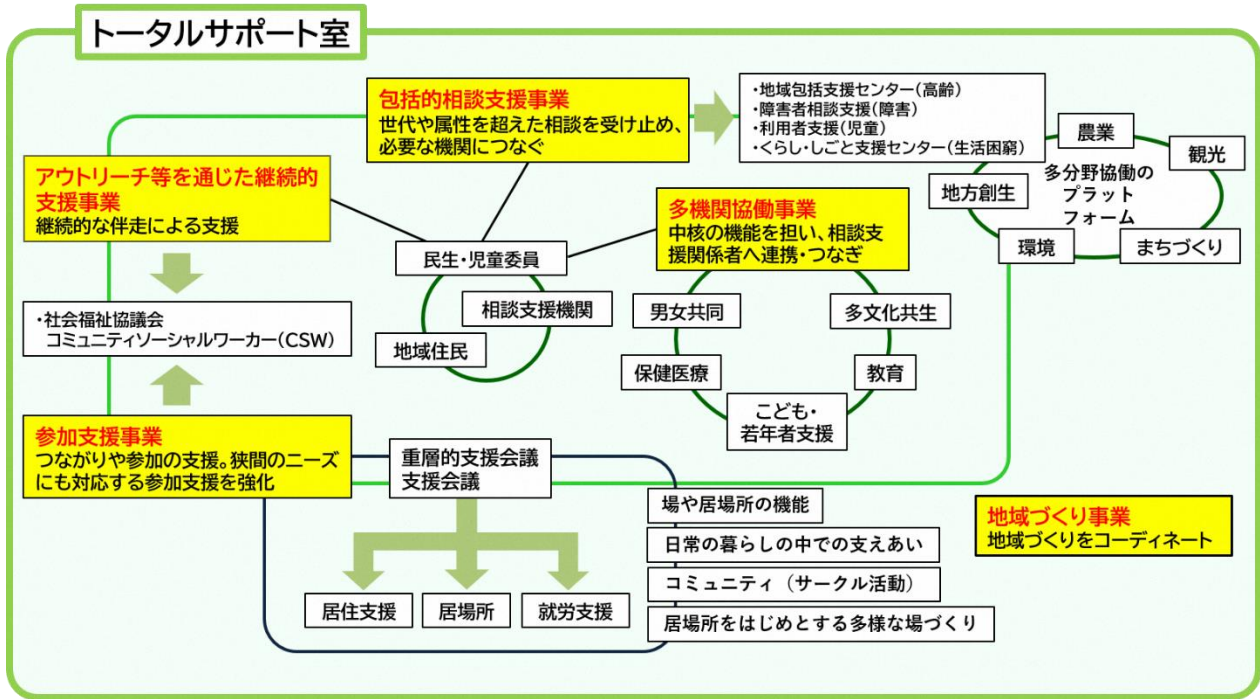 トータルサポート室
包括的相談支援事業
世代や属性を超えた相談を受け止め、
必要な機関につなぐ
・地域包括支援センター(高齢)
・障害者相談支援(障害)
・利用者支援(児童)
・くらし・しごと支援センター(生活困窮)
農業
観光
多分野協働の
プラット
フォーム
地方創生
環境
まちづくり
アウトリーチ等を通じた継続的
支援事業
継続的な伴走による支援
多機関協働事業
中核の機能を担い、相談支
援関係者へ連携・つなぎ
民生・児童委員
相談支援機関
地域住民
男女共同
多文化共生
保健医療
教育
こども・
若年者支援
・社会福祉協議会
コミュニティソーシャルワーカー(CSW)
参加支援事業
つながりや参加の支援。狭間のニーズ
にも対応する参加支援を強化
重層的支援会議
支援会議
居住支援
居場所
就労支援
場や居場所の機能
日常の暮らしの中での支えあい
コミュニティ（サークル活動）
居場所をはじめとする多様な場づくり
地域づくり事業
地域づくりをコーディネート